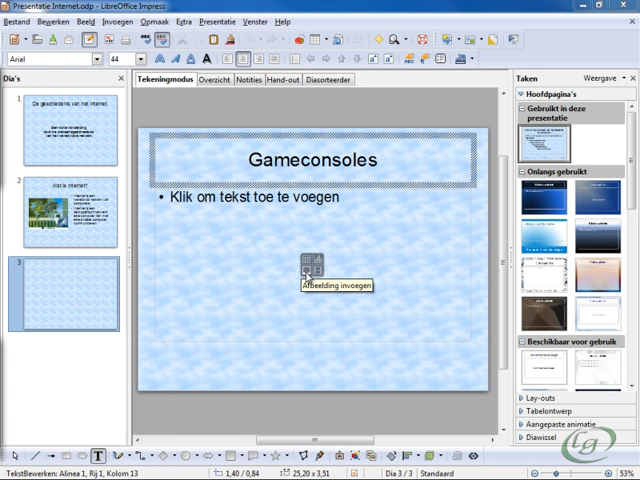 Presentatie Internet.odp - LibreOffice Impress
Bestand Bewerken Beeld Invoegen Opmaak Extra Presentatie Venster Help
Arial 44
Dia's
Tekeningmodus Overzicht Notities Hand-out Diasorteerder
Taken Weergave
Hoofdpagina's
Gebruikt in deze presentatie
1
De geschiedenis van het internet
2
Wat is internet?
3
Gameconsoles
• Klik om tekst toe te voegen
Afbeelding invoegen
Onlangs gebruikt
Beschikbaar voor gebruik
Lay-outs
Tabelontwerp
Aangepaste animatie
Diawissel
lg
TekstBewerken: Alinea 1, Rij 1, Kolom 13 1,40 / 0,84 25,20 x 3,51 Dia 3 / 3 Standaard 53%